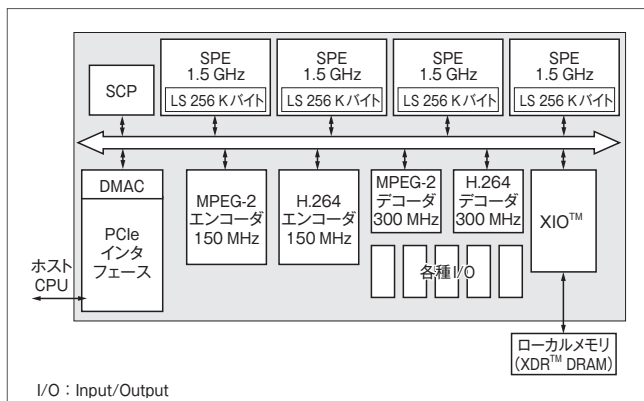 SCP
SPE
1.5 GHz
LS 256 Kバイト
SPE
1.5 GHz
LS 256 Kバイト
SPE
1.5 GHz
LS 256 Kバイト
SPE
1.5 GHz
LS 256 Kバイト
DMAC
PCIe
インタ
フェース
ホスト
CPU
MPEG-2
エンコーダ
150 MHz
H.264
エンコーダ
150 MHz
MPEG-2
デコーダ
300 MHz
H.264
デコーダ
300 MHz
各種I/O
XIO™
ローカルメモリ
(XDR™ DRAM)
I/O：Input/Output